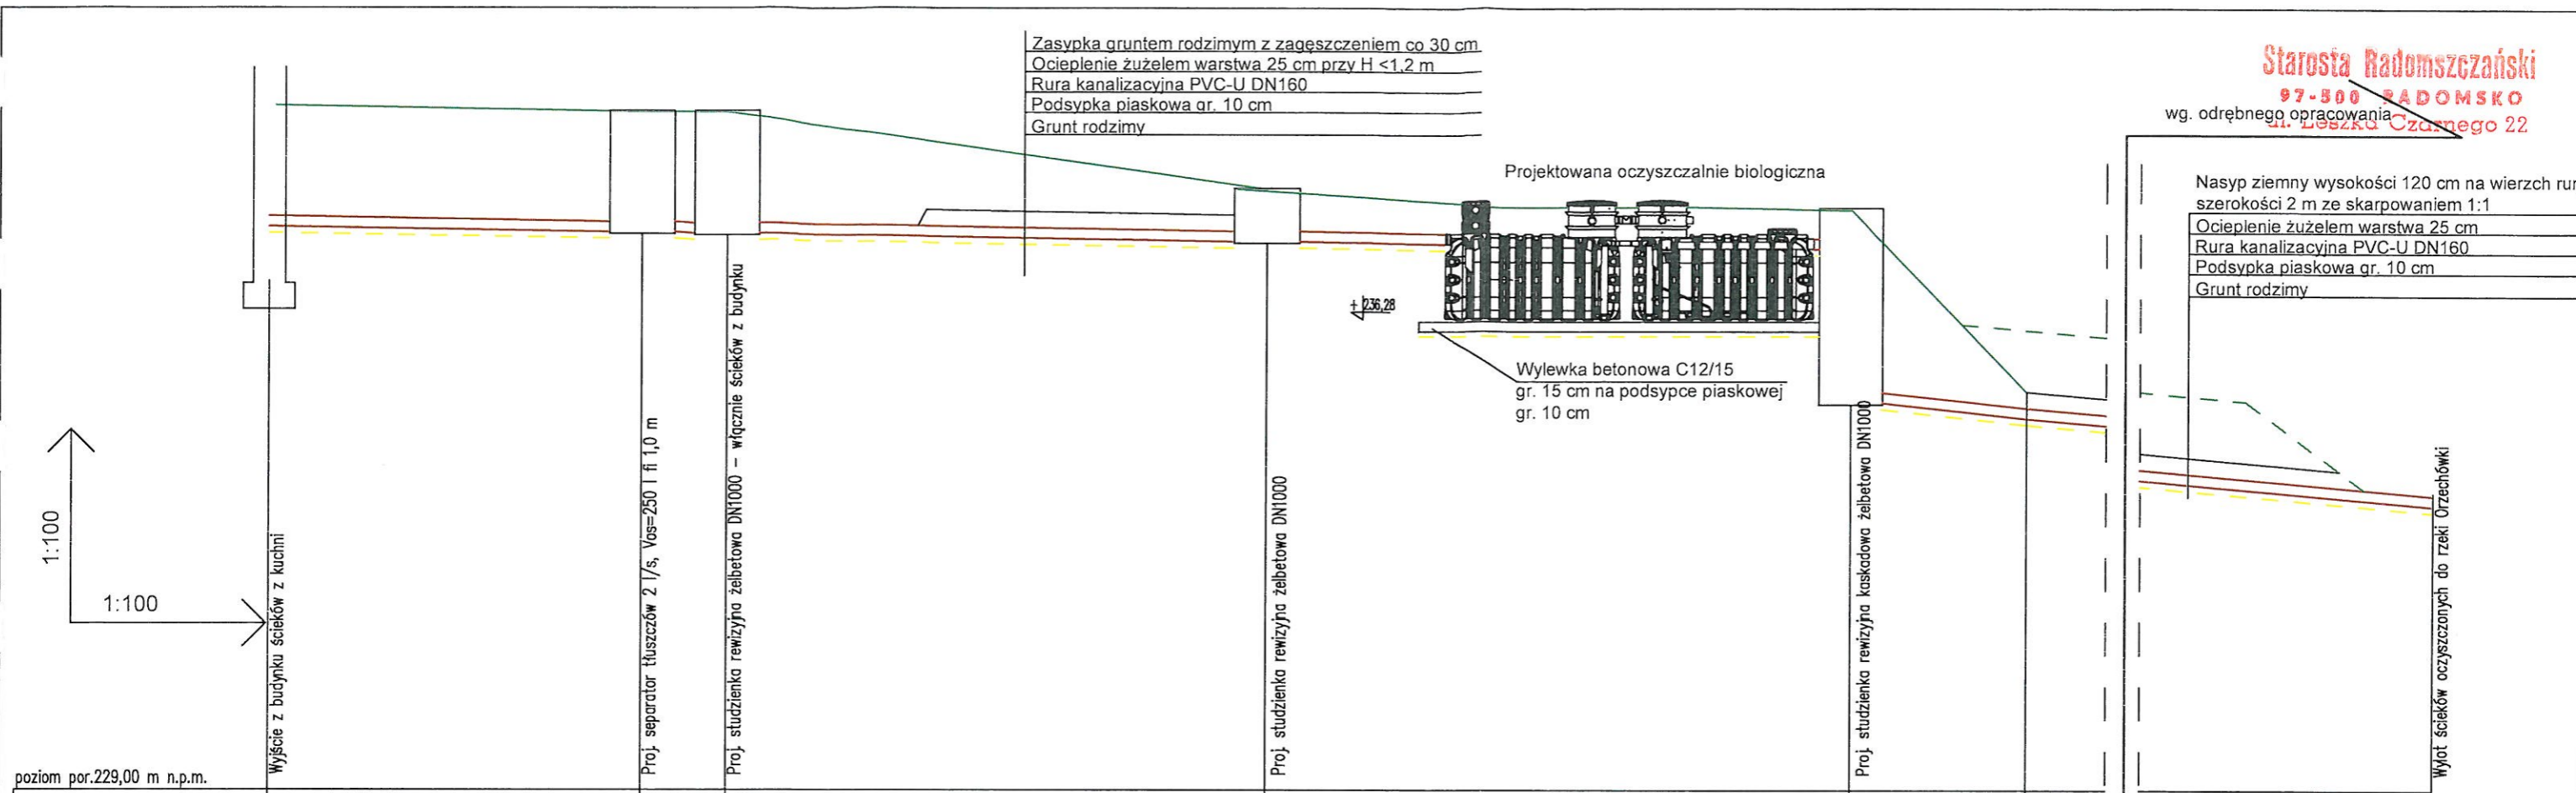 Zasypka gruntem rodzimym z zagęszczeniem co 30 cm
Ocieplenie żużelem warstwa 25 cm przy H <1,2 m
Rura kanalizacyjna PVC-U DN160
Podsypka piaskowa gr. 10 cm
Grunt rodzimy
Starosta Radomszczański
97-500 RADOMSKO
ul. Leszka Czarnego 22
wg. odrębnego opracowania
Projektowana oczyszczalnie biologiczna
Nasyp ziemny wysokości 120 cm na wierzch
szerokości 2 m ze skarpowaniem 1:1
Ocieplenie żużelem warstwa 25 cm
Rura kanalizacyjna PVC-U DN160
Podsypka piaskowa gr. 10 cm
Grunt rodzimy
+236,28
Wylewka betonowa C12/15
gr. 15 cm na podsypce piaskowej
gr. 10 cm
1:100
1:100
Wyjście z budynku ścieków z kuchni
Proj. separator tłuszczów 2 l/s, Vos=250 l fi 1,0 m
Proj. studzienka rewizyjna żelbetowa DN1000 – włącznie ścieków z budynku
Proj. studzienka rewizyjna żelbetowa DN1000
Proj. studzienka rewizyjna kaskadowa żelbetowa DN1000
Wylot ścieków oczyszczonych do rzeki Orzechówki
poziom por.229,00 m n.p.m.